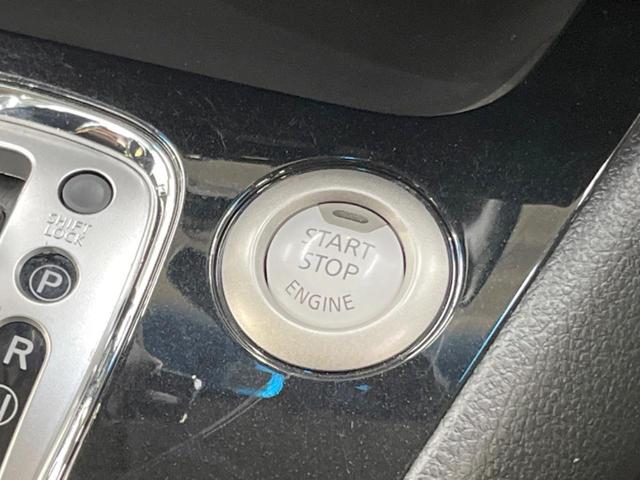 SHIFT
LOCK
P
R
START
STOP
ENGINE